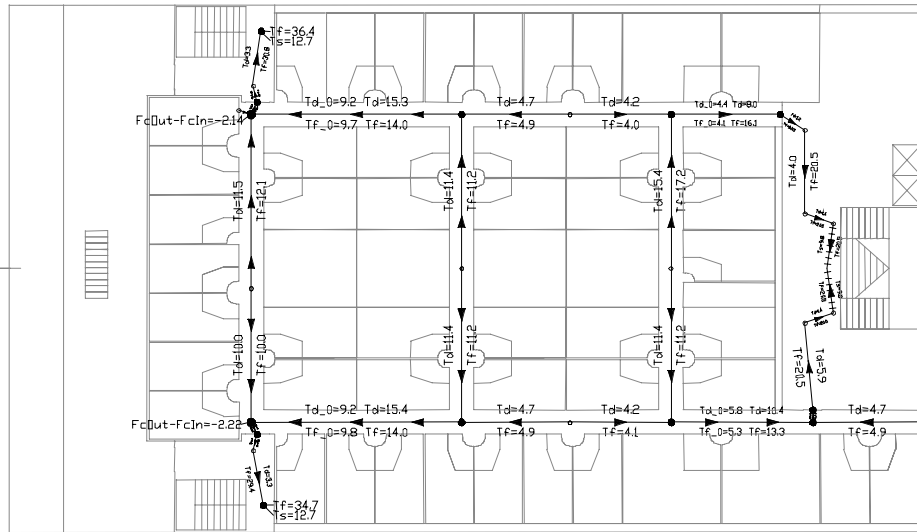 Tf=36.4
Ts=12.7
Td=3.3
Tf=30.8
Td_0=9.2 Td=15.3
Td=4.7
Td=4.2
Td_0=4.4 Td=8.0
FcOut-FcIn=-2.14
Tf_0=9.7 Tf=14.0
Tf=4.9
Tf=4.0
Tf_0=4.1 Tf=16.1
Td=11.5
Tf=12.1
Td=11.4
Tf=11.2
Td=15.4
Tf=17.2
Td=4.0
Tf=20.5
Td=10.0
Tf=10.0
Td=11.4
Tf=11.2
Td=11.4
Tf=11.2
Tf=20.5
Td=5.9
Td_0=9.2 Td=15.4
Td=4.7
Td=4.2
Td_0=5.8 Td=10.4
Td=4.7
FcOut-FcIn=-2.22
Tf_0=9.8 Tf=14.0
Tf=4.9
Tf=4.1
Tf_0=5.3 Tf=13.3
Tf=4.9
Tf=29.4
Td=3.3
Tf=34.7
Ts=12.7